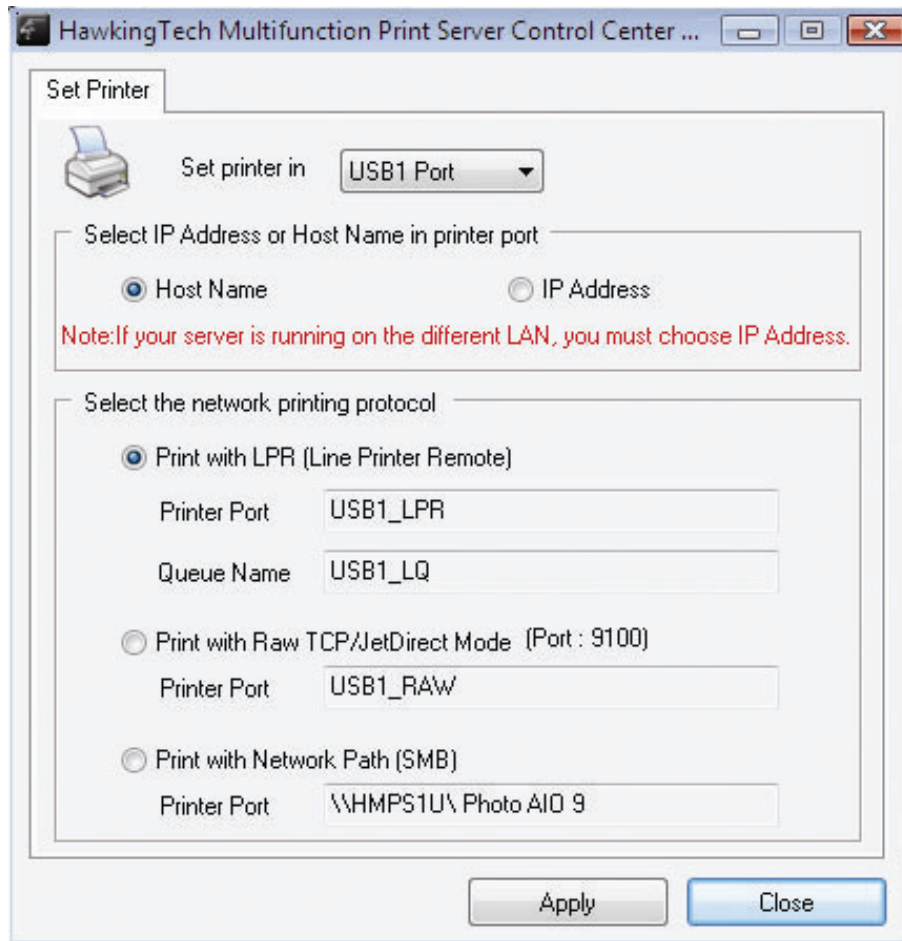 HawkingTech Multifunction Print Server Control Center ...
Set Printer
Set printer in USB1 Port
Select IP Address or Host Name in printer port
Host Name IP Address
Note:If your server is running on the different LAN, you must choose IP Address.
Select the network printing protocol
Print with LPR (Line Printer Remote)
Printer Port USB1_LPR
Queue Name USB1_LQ
Print with Raw TCP/JetDirect Mode (Port : 9100)
Printer Port USB1_RAW
Print with Network Path (SMB)
Printer Port \\HMPS1U\ Photo AIO 9
Apply Close